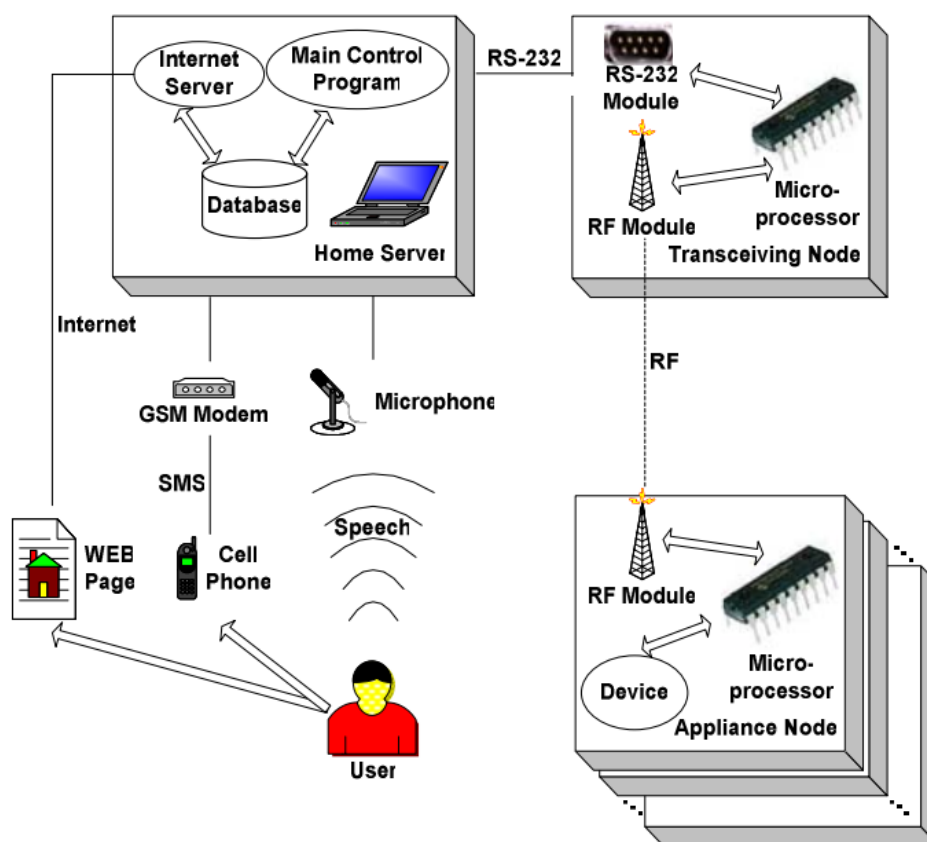 Internet
Server
Main Control
Program
Database
Home Server
RS-232
RS-232
Module
RF Module
Micro-
processor
Transceiving Node
Internet
GSM Modem
Microphone
RF
SMS
Speech
WEB
Page
Cell
Phone
User
RF Module
Micro-
processor
Device
Appliance Node